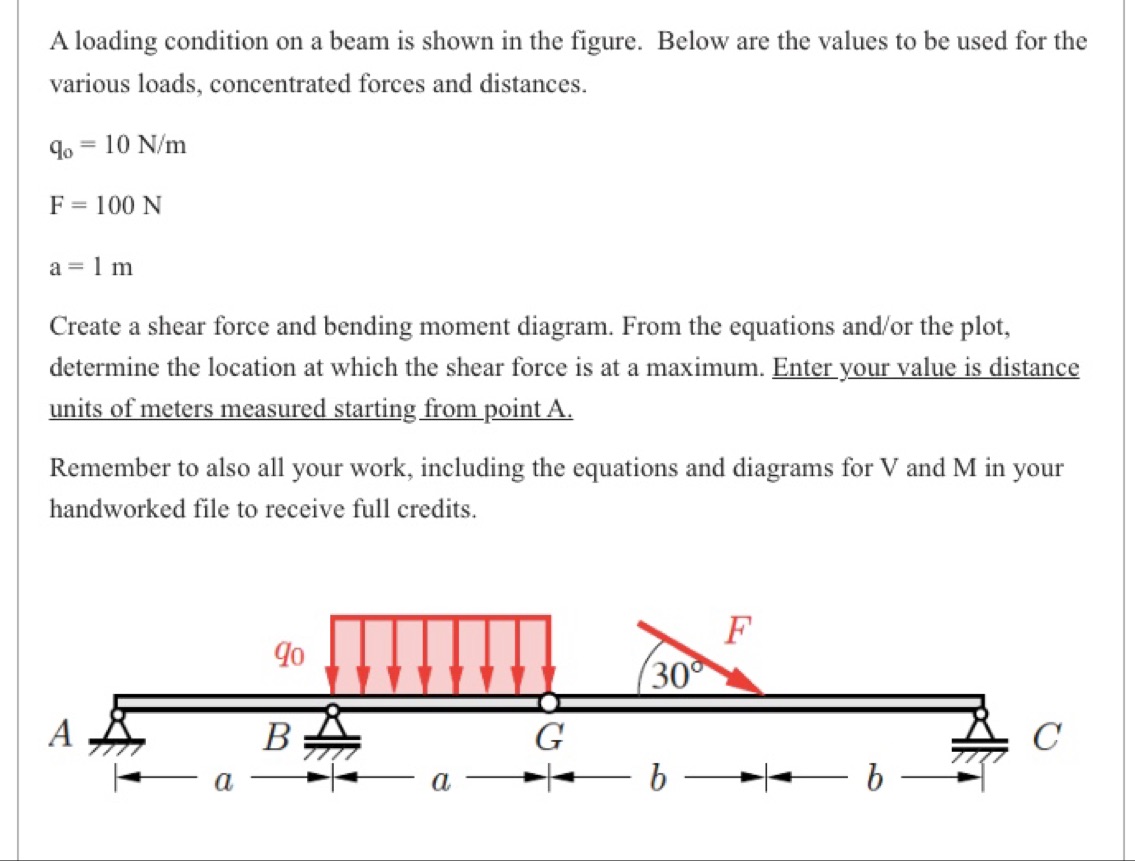 A loading condition on a beam is shown in the figure. Below are the values to be used for the
various loads, concentrated forces and distances.
qo = 10 N/m
F = 100 N
a = 1 m
Create a shear force and bending moment diagram. From the equations and/or the plot,
determine the location at which the shear force is at a maximum. Enter your value is distance
units of meters measured starting from point A.
Remember to also all your work, including the equations and diagrams for V and M in your
handworked file to receive full credits.
F
q0
30°
A B G C
a a b b